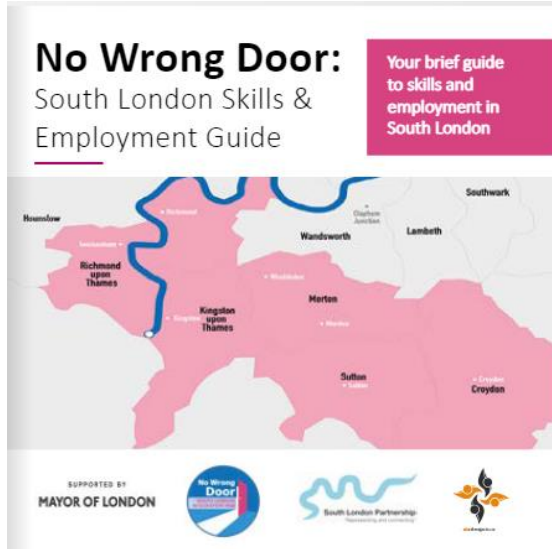 No Wrong Door:
South London Skills &
Employment Guide
Your brief guide
to skills and
employment in
South London
Southwark
Hounslow
Richmond
Clapham
Junction
Lambeth
Wandsworth
Twickenham
Richmond
upon
Thames
Wimbledon
Merton
Kingston
Kingston
upon
Thames
Morden
Sutton
Sutton
Croydon
Croydon
SUPPORTED BY
MAYOR OF LONDON
No Wrong
Door
South London Partnership